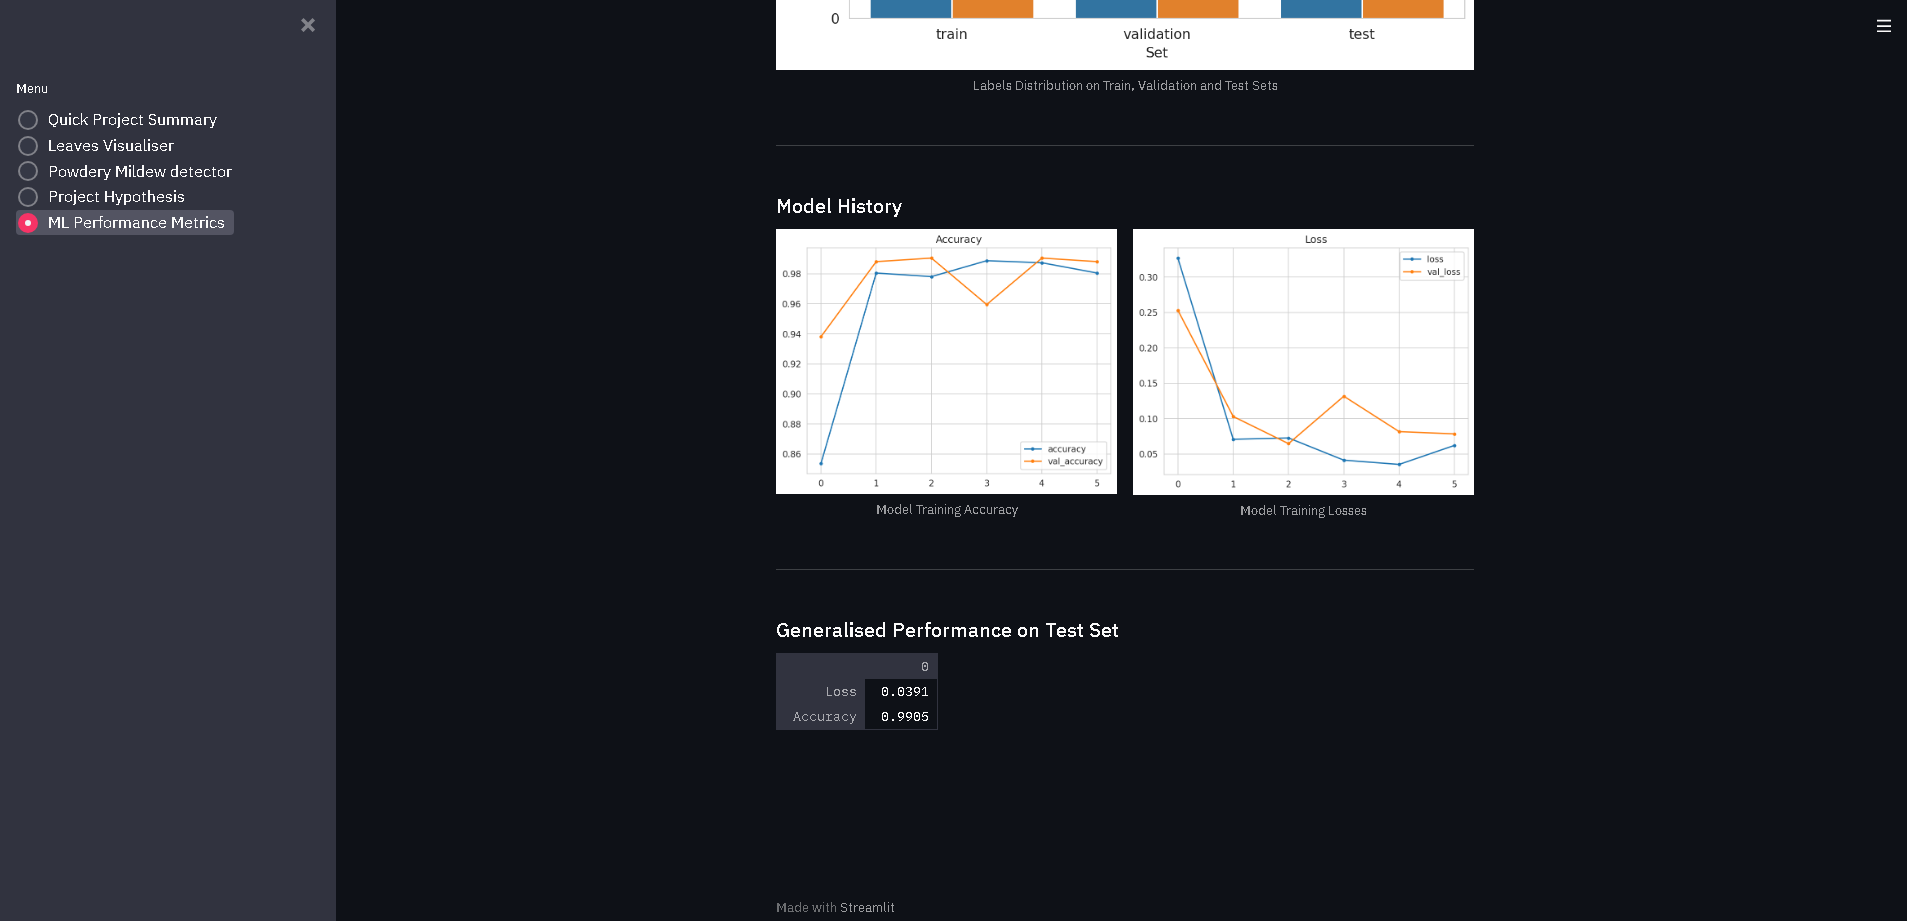 Menu
Quick Project Summary
Leaves Visualiser
Powdery Mildew detector
Project Hypothesis
ML Performance Metrics
0
train validation test
Set
Labels Distribution on Train, Validation and Test Sets
Model History
Accuracy
0.98
0.96
0.94
0.92
0.90
0.88
0.86
accuracy
val_accuracy
0 1 2 3 4 5
Model Training Accuracy
Loss
loss
val_loss
0.30
0.25
0.20
0.15
0.10
0.05
0 1 2 3 4 5
Model Training Losses
Generalised Performance on Test Set
0
Loss 0.0391
Accuracy 0.9905
Made with Streamlit